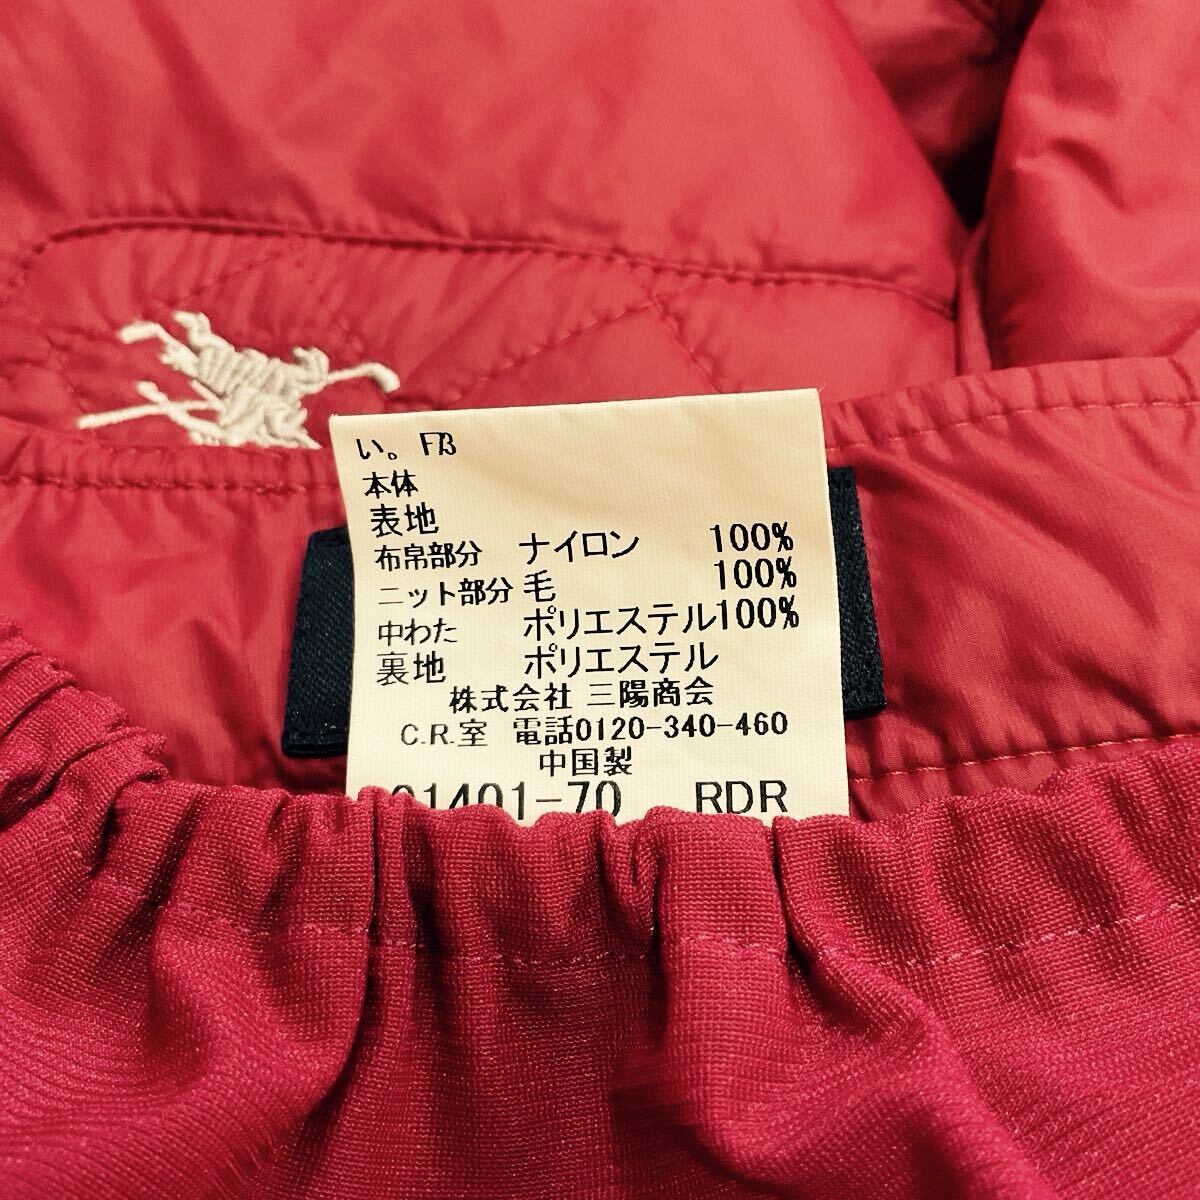 い。FB
本体
表地
布帛部分 ナイロン 100%
ニット部分 毛 100%
中わた ポリエステル100%
裏地 ポリエステル
株式会社 三陽商会
C.R.室 電話0120-340-460
中国製
01401-70 RDR